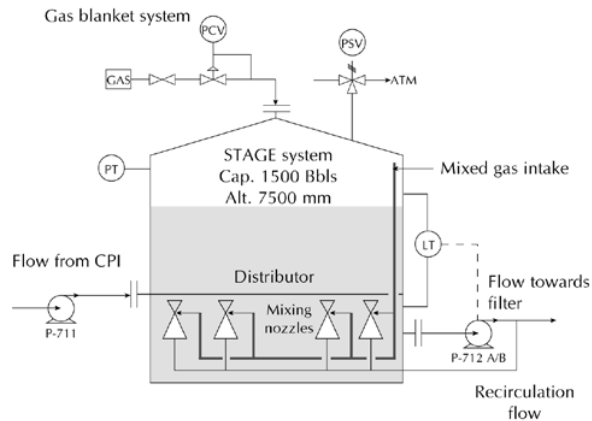 Gas blanket system
PCV
PSV
GAS
ATM
STAGE system
Cap. 1500 Bbls
Alt. 7500 mm
PT
Mixed gas intake
LT
Flow from CPI
Distributor
Flow towards
filter
Mixing
nozzles
P-711
P-712 A/B
Recirculation
flow